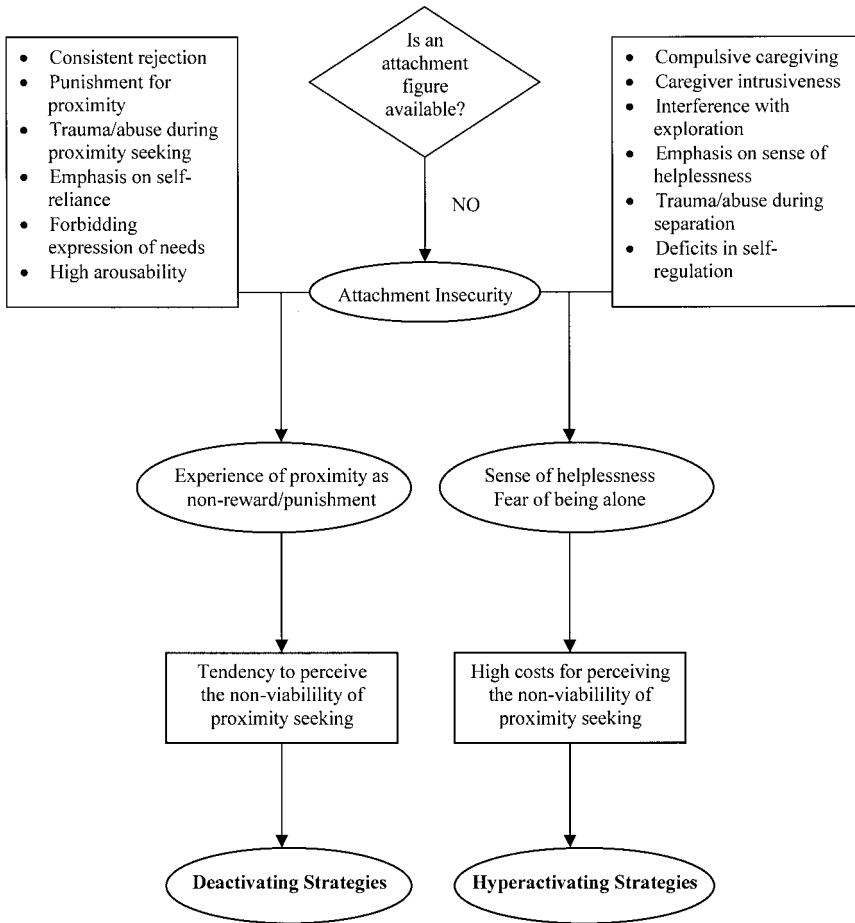 • Consistent rejection
• Punishment for
proximity
• Trauma/abuse during
proximity seeking
• Emphasis on self-
reliance
• Forbidding
expression of needs
• High arousability
Is an
attachment
figure
available?
• Compulsive caregiving
• Caregiver intrusiveness
• Interference with
exploration
• Emphasis on sense of
helplessness
• Trauma/abuse during
separation
• Deficits in self-
regulation
NO
Attachment Insecurity
Experience of proximity as
non-reward/punishment
Sense of helplessness
Fear of being alone
Tendency to perceive
the non-viabilility of
proximity seeking
High costs for perceiving
the non-viabilility of
proximity seeking
Deactivating Strategies
Hyperactivating Strategies